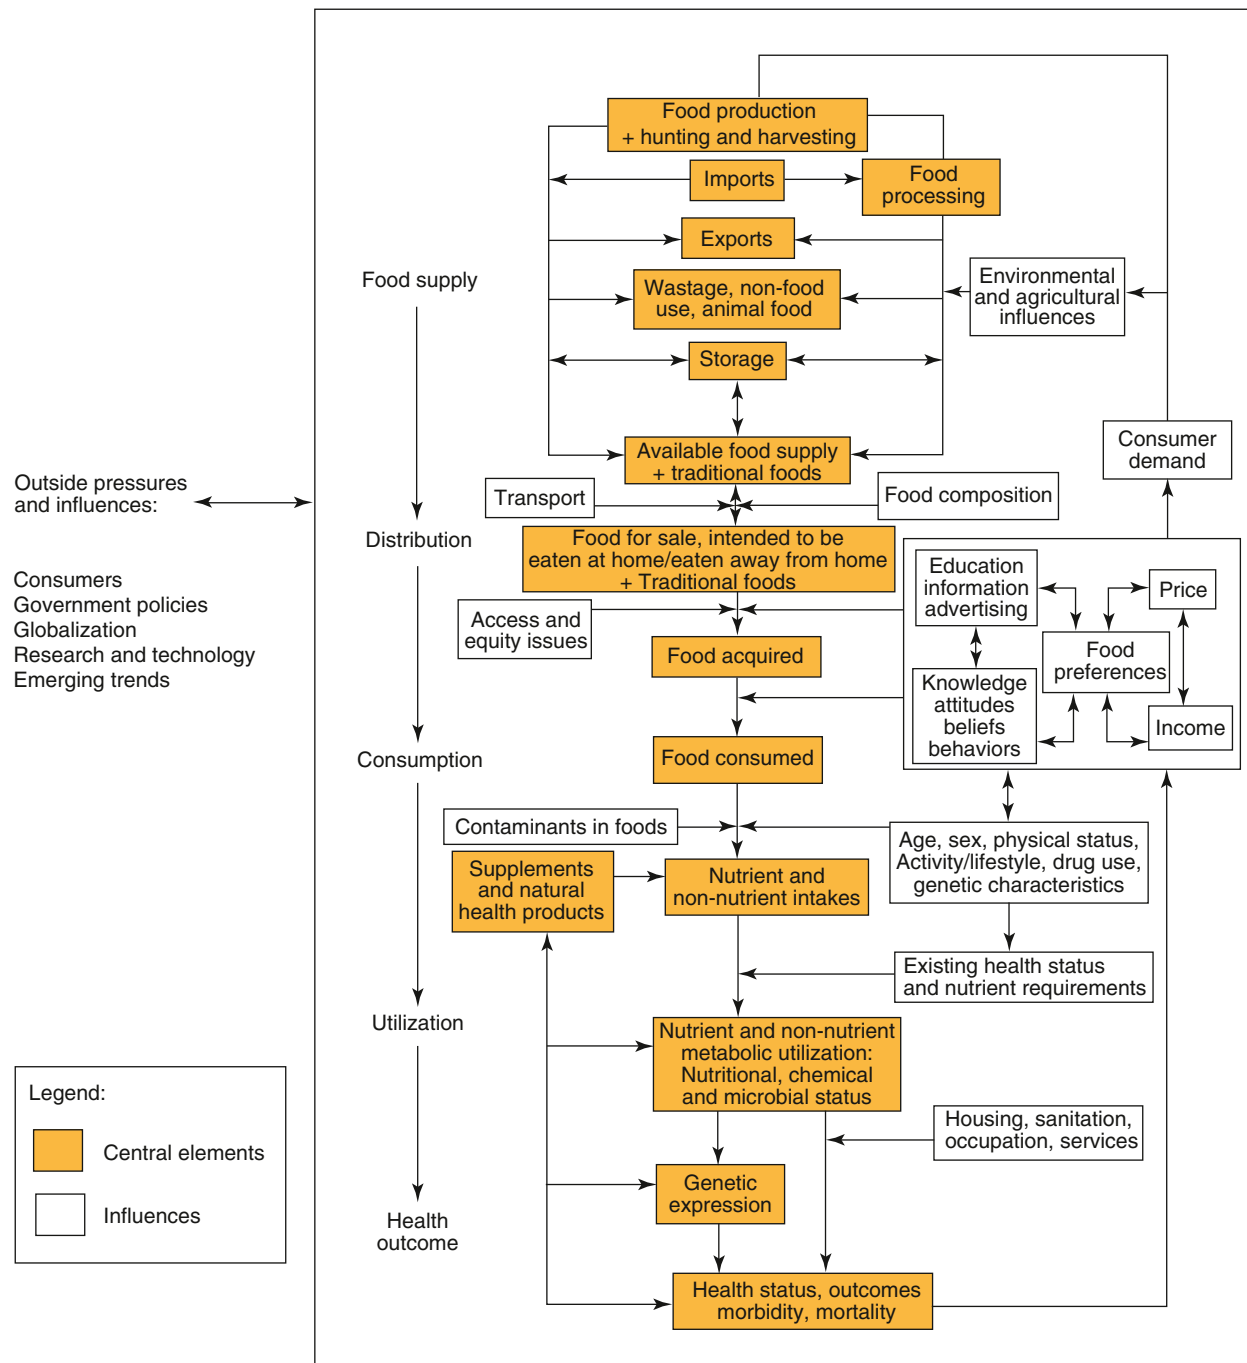 Food production
+ hunting and harvesting
Imports
Food
processing
Exports
Food supply
Wastage, non-food
use, animal food
Environmental
and agricultural
influences
Storage
Available food supply
+ traditional foods
Consumer
demand
Outside pressures
and influences:
Consumers
Government policies
Globalization
Research and technology
Emerging trends
Transport
Food composition
Distribution
Food for sale, intended to be
eaten at home/eaten away from home
+ Traditional foods
Education
information
advertising
Price
Access and
equity issues
Food acquired
Food
preferences
Knowledge
attitudes
beliefs
behaviors
Income
Consumption
Food consumed
Contaminants in foods
Age, sex, physical status,
Activity/lifestyle, drug use,
genetic characteristics
Supplements
and natural
health products
Nutrient and
non-nutrient intakes
Existing health status
and nutrient requirements
Utilization
Nutrient and non-nutrient
metabolic utilization:
Nutritional, chemical
and microbial status
Housing, sanitation,
occupation, services
Legend:
Central elements
Influences
Genetic
expression
Health
outcome
Health status, outcomes
morbidity, mortality